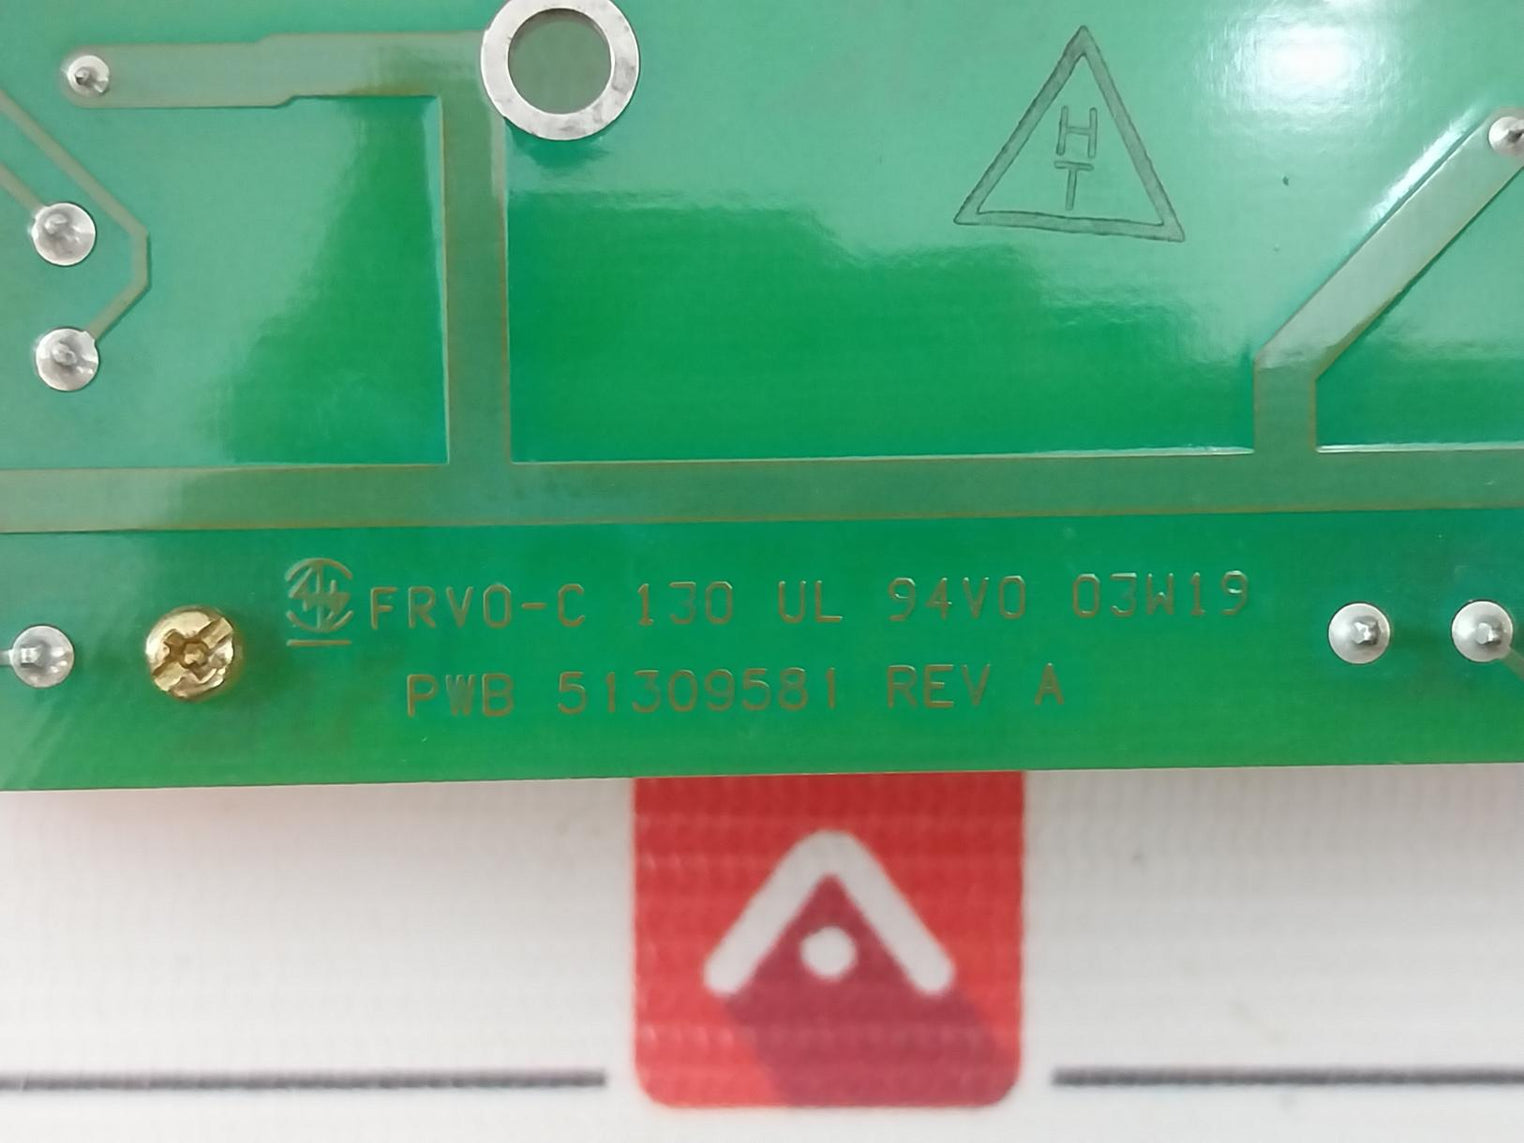 H
T
FRV0-C 130 UL 94V0 03W19
PWB 51309581 REV A